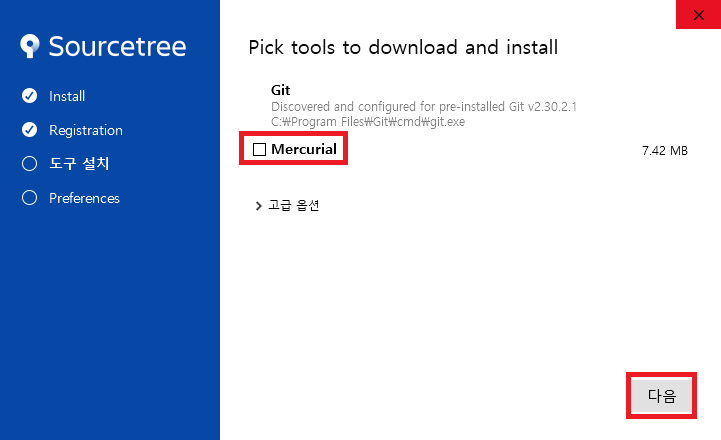 Sourcetree
Install
Registration
도구 설치
Preferences
Pick tools to download and install
Git
Discovered and configured for pre-installed Git v2.30.2.1
C:₩Program Files₩Git₩cmd₩git.exe
Mercurial
7.42 MB
고급 옵션
다음